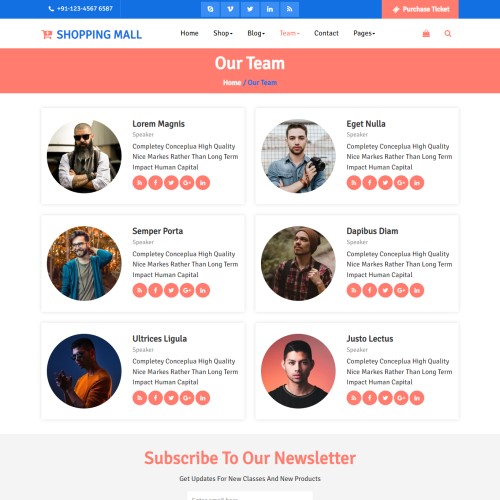 +91-123-4567 6587
Purchase Ticket
SHOPPING MALL
Home Shop Blog Team Contact Pages
Our Team
Home / Our Team
Lorem Magnis
Speaker
Completey Conceplua High Quality
Nice Markes Rather Than Long Term
Impact Human Capital
Eget Nulla
Speaker
Completey Conceplua High Quality
Nice Markes Rather Than Long Term
Impact Human Capital
Semper Porta
Speaker
Completey Conceplua High Quality
Nice Markes Rather Than Long Term
Impact Human Capital
Dapibus Diam
Speaker
Completey Conceplua High Quality
Nice Markes Rather Than Long Term
Impact Human Capital
Ultrices Ligula
Speaker
Completey Conceplua High Quality
Nice Markes Rather Than Long Term
Impact Human Capital
Justo Lectus
Speaker
Completey Conceplua High Quality
Nice Markes Rather Than Long Term
Impact Human Capital
Subscribe To Our Newsletter
Get Updates For New Classes And New Products
Enter email here